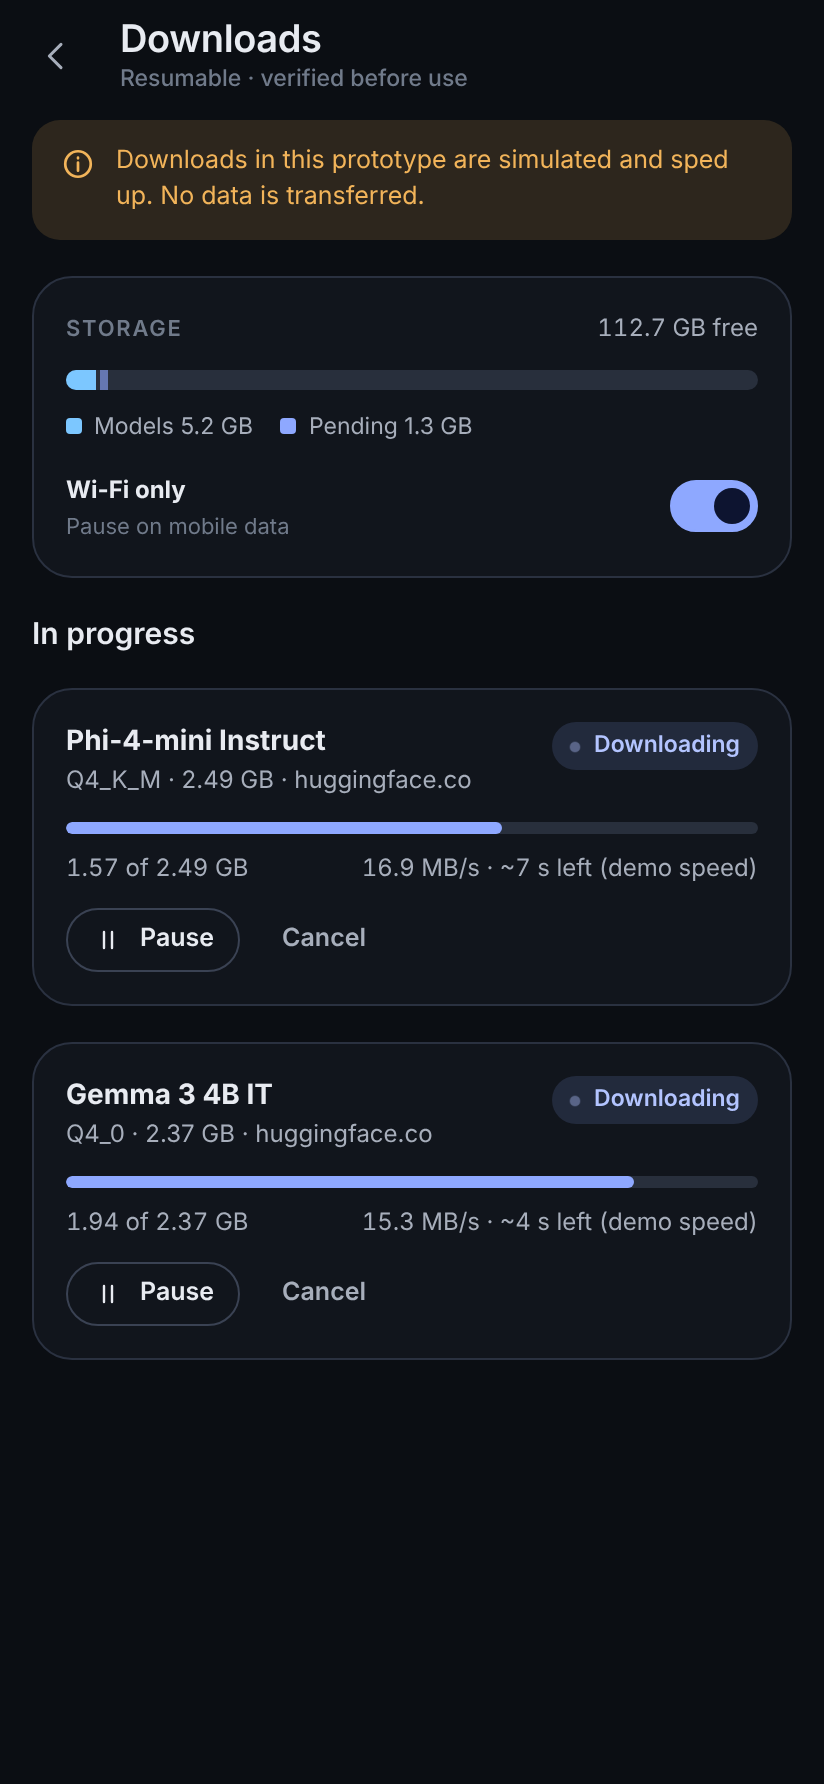 Downloads
Resumable · verified before use
Downloads in this prototype are simulated and sped
up. No data is transferred.
STORAGE
112.7 GB free
Models 5.2 GB
Pending 1.3 GB
Wi-Fi only
Pause on mobile data
In progress
Phi-4-mini Instruct
Downloading
Q4_K_M · 2.49 GB · huggingface.co
1.57 of 2.49 GB
16.9 MB/s · ~7 s left (demo speed)
Pause
Cancel
Gemma 3 4B IT
Downloading
Q4_0 · 2.37 GB · huggingface.co
1.94 of 2.37 GB
15.3 MB/s · ~4 s left (demo speed)
Pause
Cancel